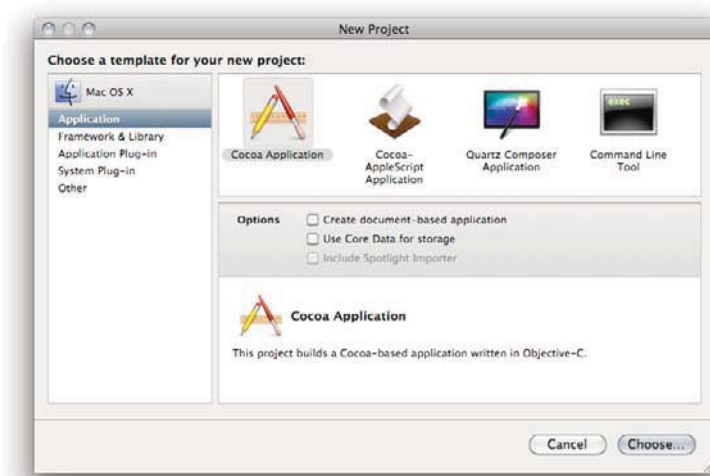 New Project
Choose a template for your new project:
Mac OS X
Application
Framework & Library
Application Plug-in
System Plug-in
Other
Cocoa Application
Cocoa-
AppleScript
Application
Quartz Composer
Application
exec
Command Line
Tool
Options
Create document-based application
Use Core Data for storage
Include Spotlight Importer
Cocoa Application
This project builds a Cocoa-based application written in Objective-C.
Cancel
Choose...